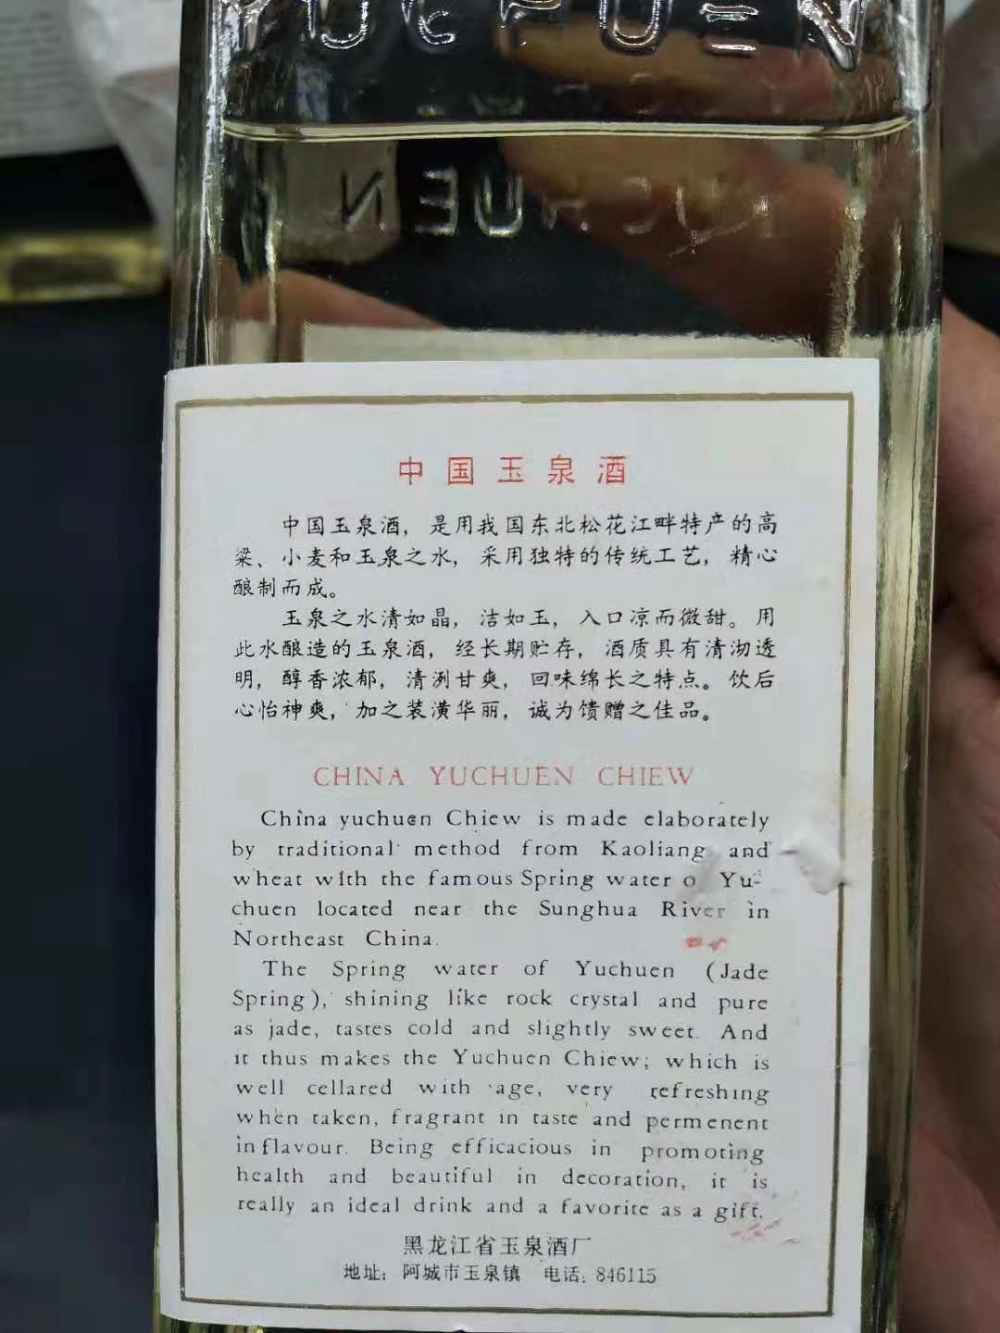 YUCHUEN
YUCHUEN
中国玉泉酒
中国玉泉酒，是用我国东北松花江畔特产的高
粱、小麦和玉泉之水，采用独特的传统工艺，精心
酿制而成。
玉泉之水清如晶，洁如玉，入口凉而微甜。用
此水酿造的玉泉酒，经长期贮存，酒质具有清沏透
明，醇香浓郁，清洌甘爽，回味绵长之特点。饮后
心怡神爽，加之装潢华丽，诚为馈赠之佳品。
CHINA YUCHUEN CHIEW
China yuchuen Chiew is made elaborately
by traditional method from Kaoliang and
wheat with the famous Spring water o Yu-
chuen located near the Sunghua River in
Northeast China.
The Spring water of Yuchuen (Jade
Spring), shining like rock crystal and pure
as jade, tastes cold and slightly sweet. And
it thus makes the Yuchuen Chiew; which is
well cellared with age, very refreshing
when taken, fragrant in taste and permenent
in flavour. Being efficacious in promoting
health and beautiful in decoration, it is
really an ideal drink and a favorite as a gift.
黑龙江省玉泉酒厂
地址：阿城市玉泉镇 电话：846115